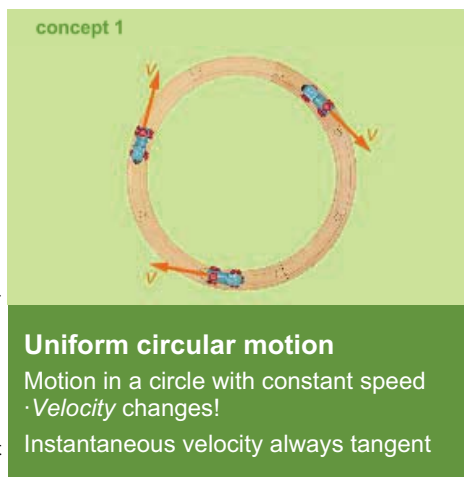 concept 1
v
v
v
Uniform circular motion
Motion in a circle with constant speed
·Velocity changes!
Instantaneous velocity always tangent